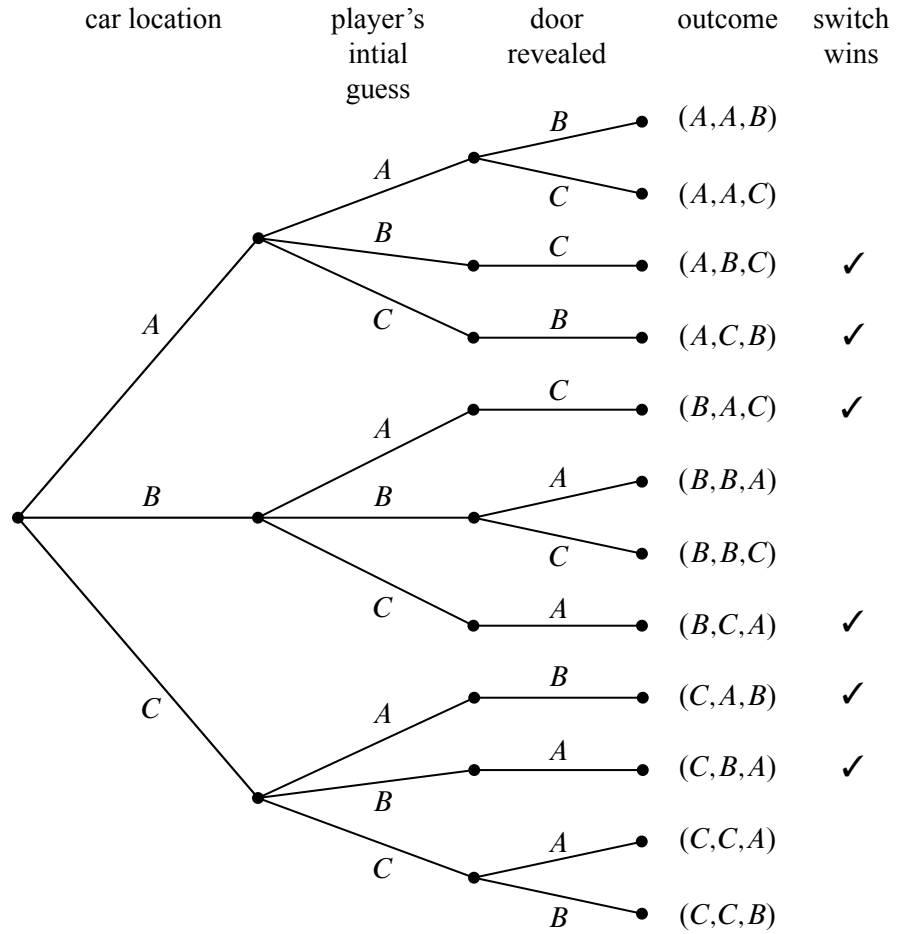 car location
player’s
intial
guess
door
revealed
outcome
switch
wins
B
(A,A,B)
A
C
(A,A,C)
B
C
(A,B,C) ✓
A
C
B
(A,C,B) ✓
C
(B,A,C) ✓
A
A
(B,B,A)
B
B
C
(B,B,C)
C
A
(B,C,A) ✓
B
(C,A,B) ✓
C
A
A
(C,B,A) ✓
B
A
(C,C,A)
C
B
(C,C,B)